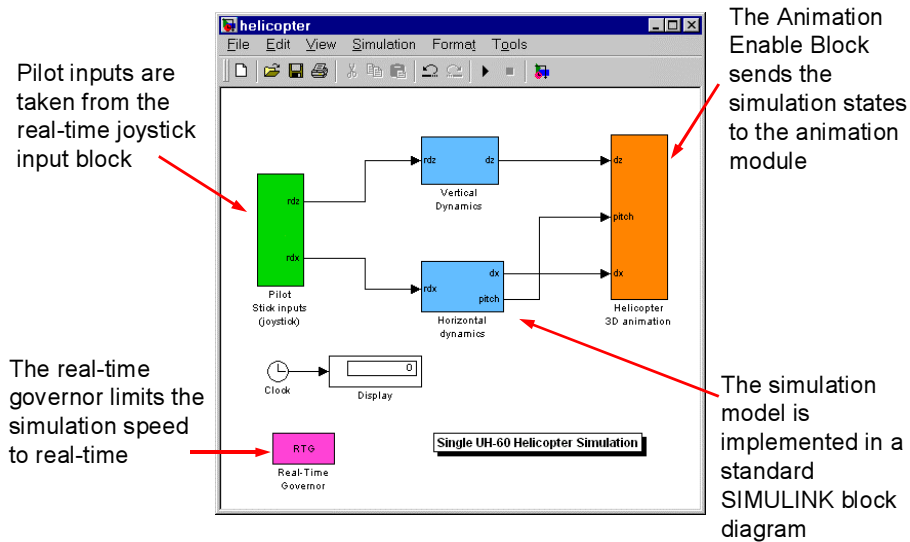 helicopter
File Edit View Simulation Format Tools
Pilot inputs are
taken from the
real-time joystick
input block
The Animation
Enable Block
sends the
simulation states
to the animation
module
rdz
rdx
Pilot
Stick inputs
(joystick)
rdz dz
Vertical
Dynamics
rdx
dx
pitch
Horizontal
dynamics
dz
pitch
dx
Helicopter
3D animation
Clock
0
Display
The real-time
governor limits the
simulation speed
to real-time
RTG
Real-Time
Governor
Single UH-60 Helicopter Simulation
The simulation
model is
implemented in a
standard
SIMULINK block
diagram